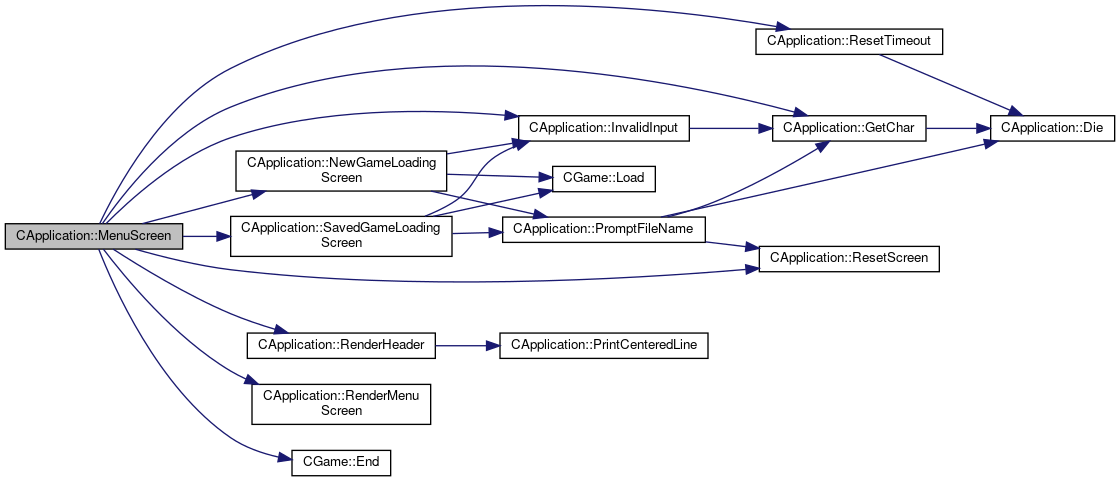 CApplication::ResetTimeout
CApplication::InvalidInput
CApplication::GetChar
CApplication::Die
CApplication::NewGameLoading
Screen
CGame::Load
CApplication::MenuScreen
CApplication::SavedGameLoading
Screen
CApplication::PromptFileName
CApplication::ResetScreen
CApplication::RenderHeader
CApplication::PrintCenteredLine
CApplication::RenderMenu
Screen
CGame::End